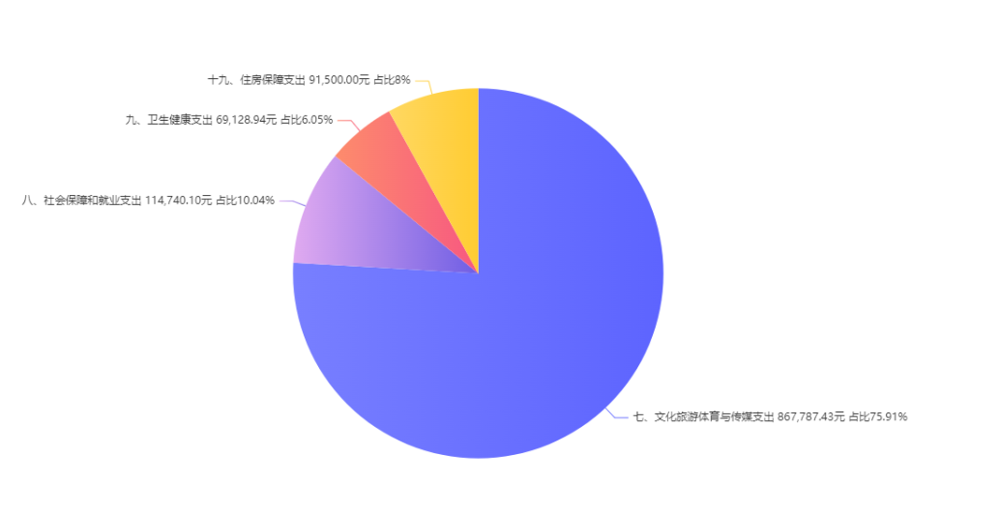 十九、住房保障支出 91,500.00元 占比8%
九、卫生健康支出 69,128.94元 占比6.05%
八、社会保障和就业支出 114,740.10元 占比10.04%
七、文化旅游体育与传媒支出 867,787.43元 占比75.91%